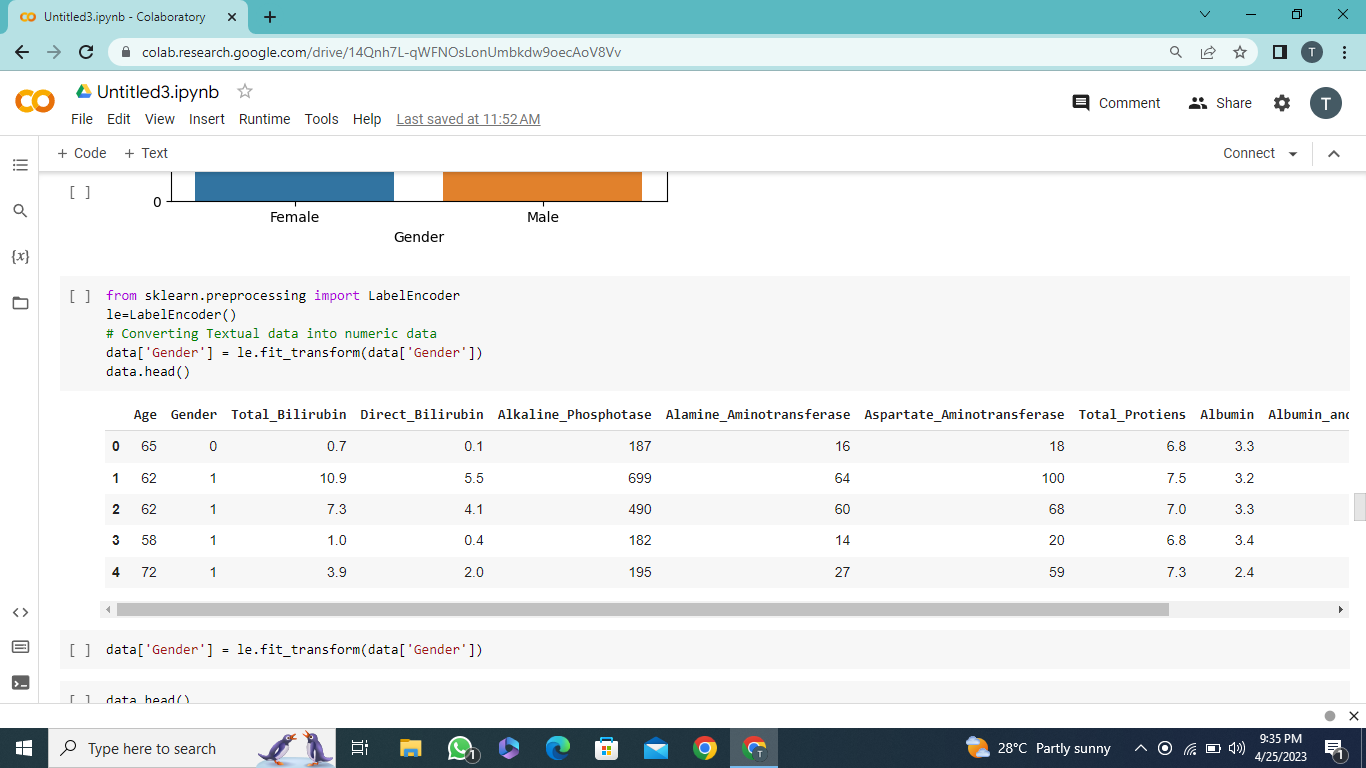 Untitled3.ipynb - Colaboratory
colab.research.google.com/drive/14Qnh7L-qWFNOsLonUmbkdw9oecAoV8Vv
T
Untitled3.ipynb
File Edit View Insert Runtime Tools Help Last saved at 11:52 AM
Comment Share T
+ Code + Text Connect
[ ] 0
Female Male
Gender
{x}
[ ] from sklearn.preprocessing import LabelEncoder
le=LabelEncoder()
# Converting Textual data into numeric data
data['Gender'] = le.fit_transform(data['Gender'])
data.head()
Age Gender Total_Bilirubin Direct_Bilirubin Alkaline_Phosphotase Alamine_Aminotransferase Aspartate_Aminotransferase Total_Protiens Albumin Albumin_and
0 65 0 0.7 0.1 187 16 18 6.8 3.3
1 62 1 10.9 5.5 699 64 100 7.5 3.2
2 62 1 7.3 4.1 490 60 68 7.0 3.3
3 58 1 1.0 0.4 182 14 20 6.8 3.4
4 72 1 3.9 2.0 195 27 59 7.3 2.4
[ ] data['Gender'] = le.fit_transform(data['Gender'])
[ ] data.head()
Type here to search
1
T
28°C Partly sunny
9:35 PM
4/25/2023
1